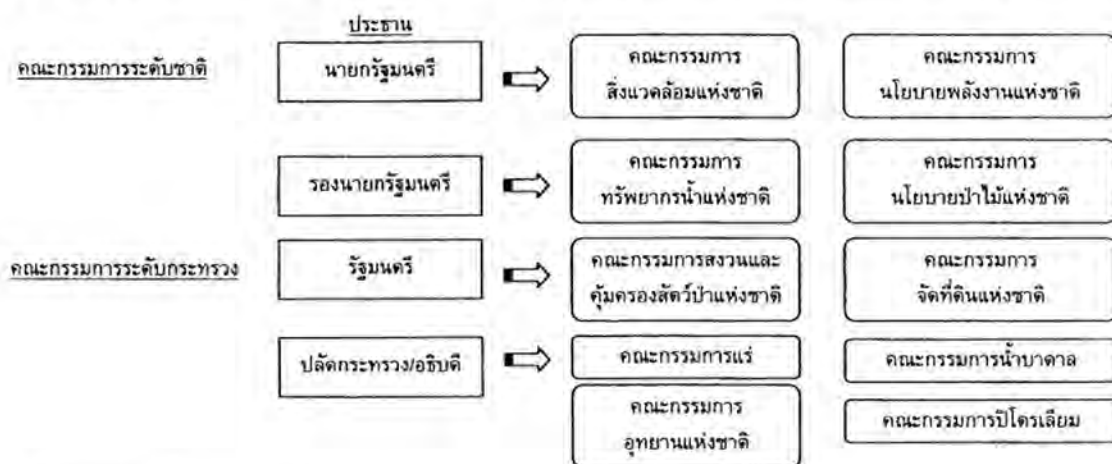 ประธาน
คณะกรรมการระดับชาติ
นายกรัฐมนตรี
คณะกรรมการ
สิ่งแวดล้อมแห่งชาติ
คณะกรรมการ
นโยบายพลังงานแห่งชาติ
รองนายกรัฐมนตรี
คณะกรรมการ
ทรัพยากรน้ำแห่งชาติ
คณะกรรมการ
นโยบายป่าไม้แห่งชาติ
คณะกรรมการระดับกระทรวง
รัฐมนตรี
คณะกรรมการสงวนและ
คุ้มครองสัตว์ป่าแห่งชาติ
คณะกรรมการ
จัดที่ดินแห่งชาติ
ปลัดกระทรวง/อธิบดี
คณะกรรมการแร่
คณะกรรมการน้ำบาดาล
คณะกรรมการ
อุทยานแห่งชาติ
คณะกรรมการปิโตรเลียม